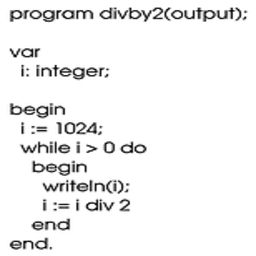 program divby2(output);

var
  i: integer;

begin
  i := 1024;
  while i > 0 do
    begin
      writeln(i);
      i := i div 2
    end
end.